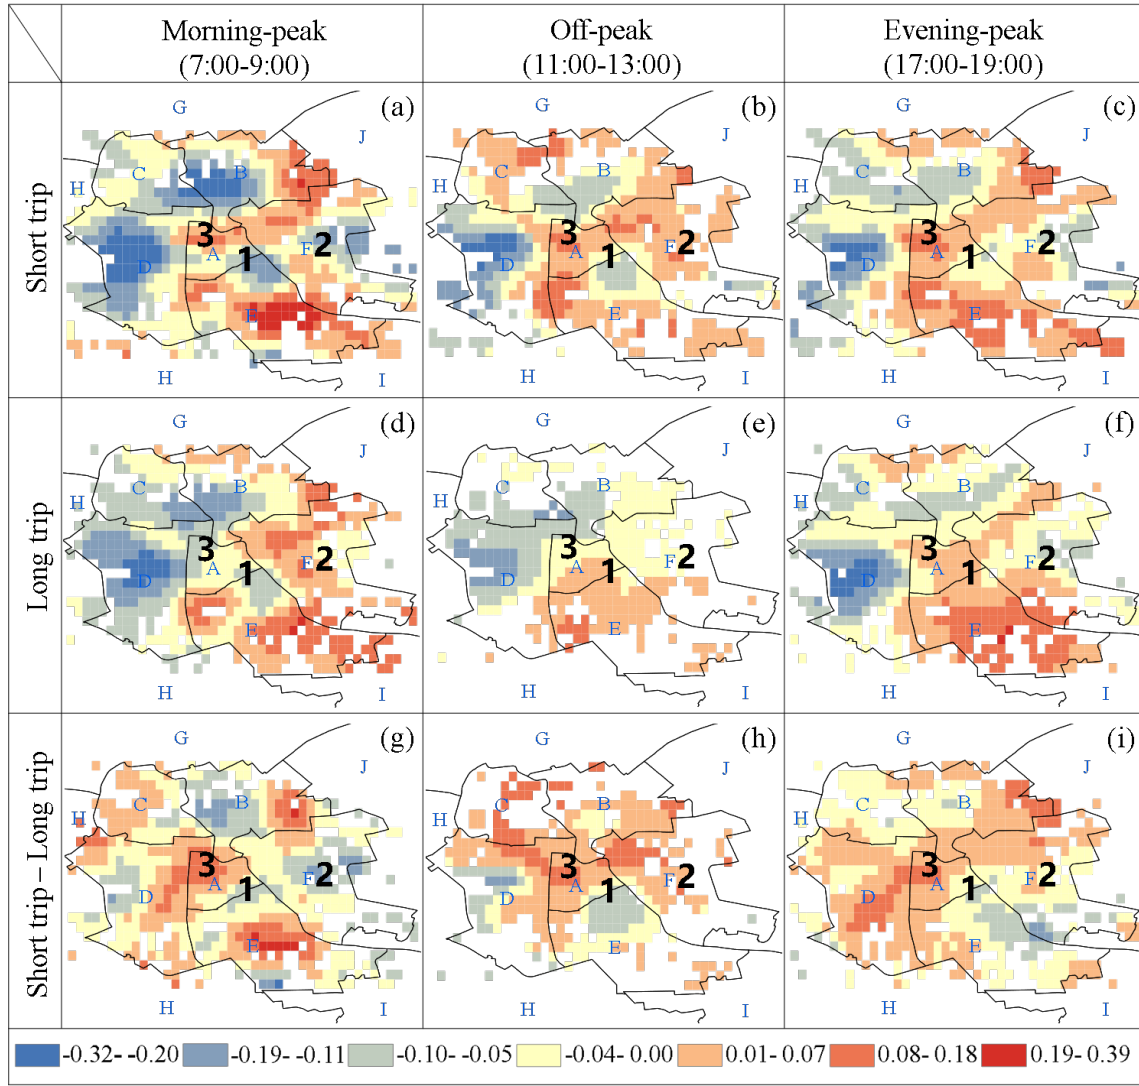 Morning-peak
(7:00-9:00)
Off-peak
(11:00-13:00)
Evening-peak
(17:00-19:00)
Short trip
(a)
G
J
C
B
H
3
A
1
F
2
D
E
H
I
(b)
G
J
C
B
H
3
A
1
F
2
D
E
H
I
(c)
G
J
C
B
H
3
A
1
F
2
D
E
H
I
Long trip
(d)
G
J
C
B
H
3
A
1
F
2
D
E
H
I
(e)
G
J
C
B
H
3
A
1
F
2
D
E
H
I
(f)
G
J
C
B
H
3
A
1
F
2
D
E
H
I
Short trip – Long trip
(g)
G
J
C
B
H
3
A
1
F
2
D
E
H
I
(h)
G
J
C
B
H
3
A
1
F
2
D
E
H
I
(i)
G
J
C
B
H
3
A
1
F
2
D
E
H
I
-0.32- -0.20 -0.19- -0.11 -0.10- -0.05 -0.04- 0.00 0.01- 0.07 0.08- 0.18 0.19- 0.39